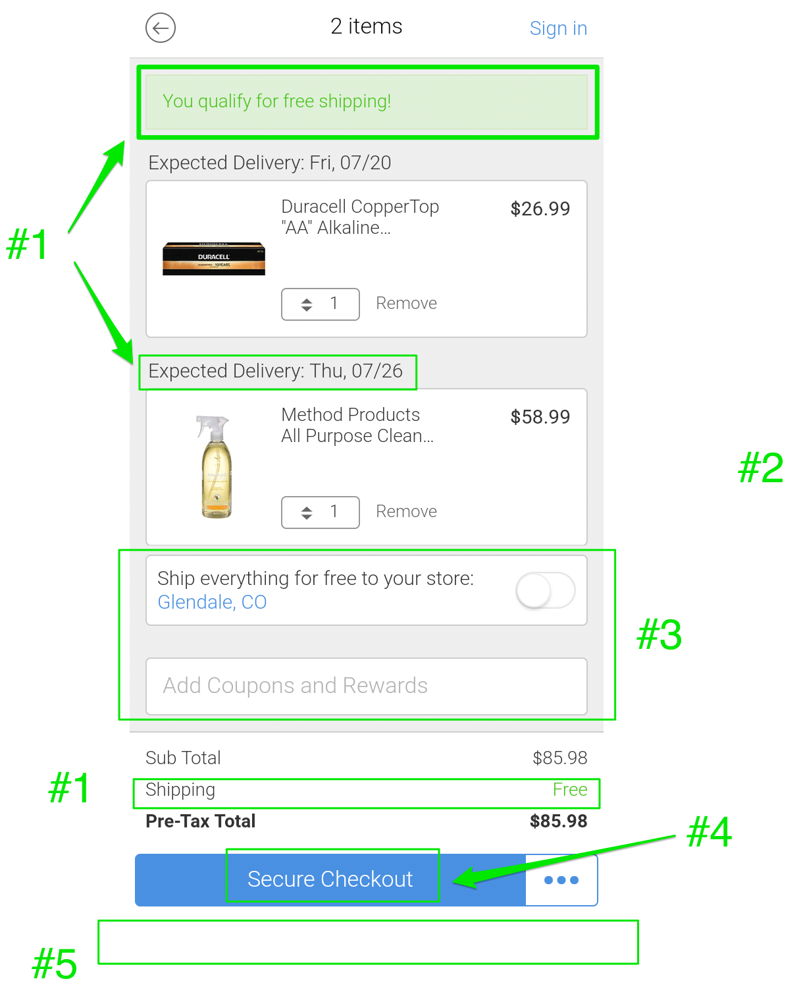 2 items
Sign in
You qualify for free shipping!
#1
Expected Delivery: Fri, 07/20
Duracell CopperTop
"AA" Alkaline...
$26.99
DURACELL
10YEARS
1
Remove
Expected Delivery: Thu, 07/26
Method Products
All Purpose Clean...
$58.99
#2
1
Remove
Ship everything for free to your store:
Glendale, CO
#3
Add Coupons and Rewards
Sub Total
$85.98
#1
Shipping
Free
Pre-Tax Total
$85.98
#4
Secure Checkout
#5